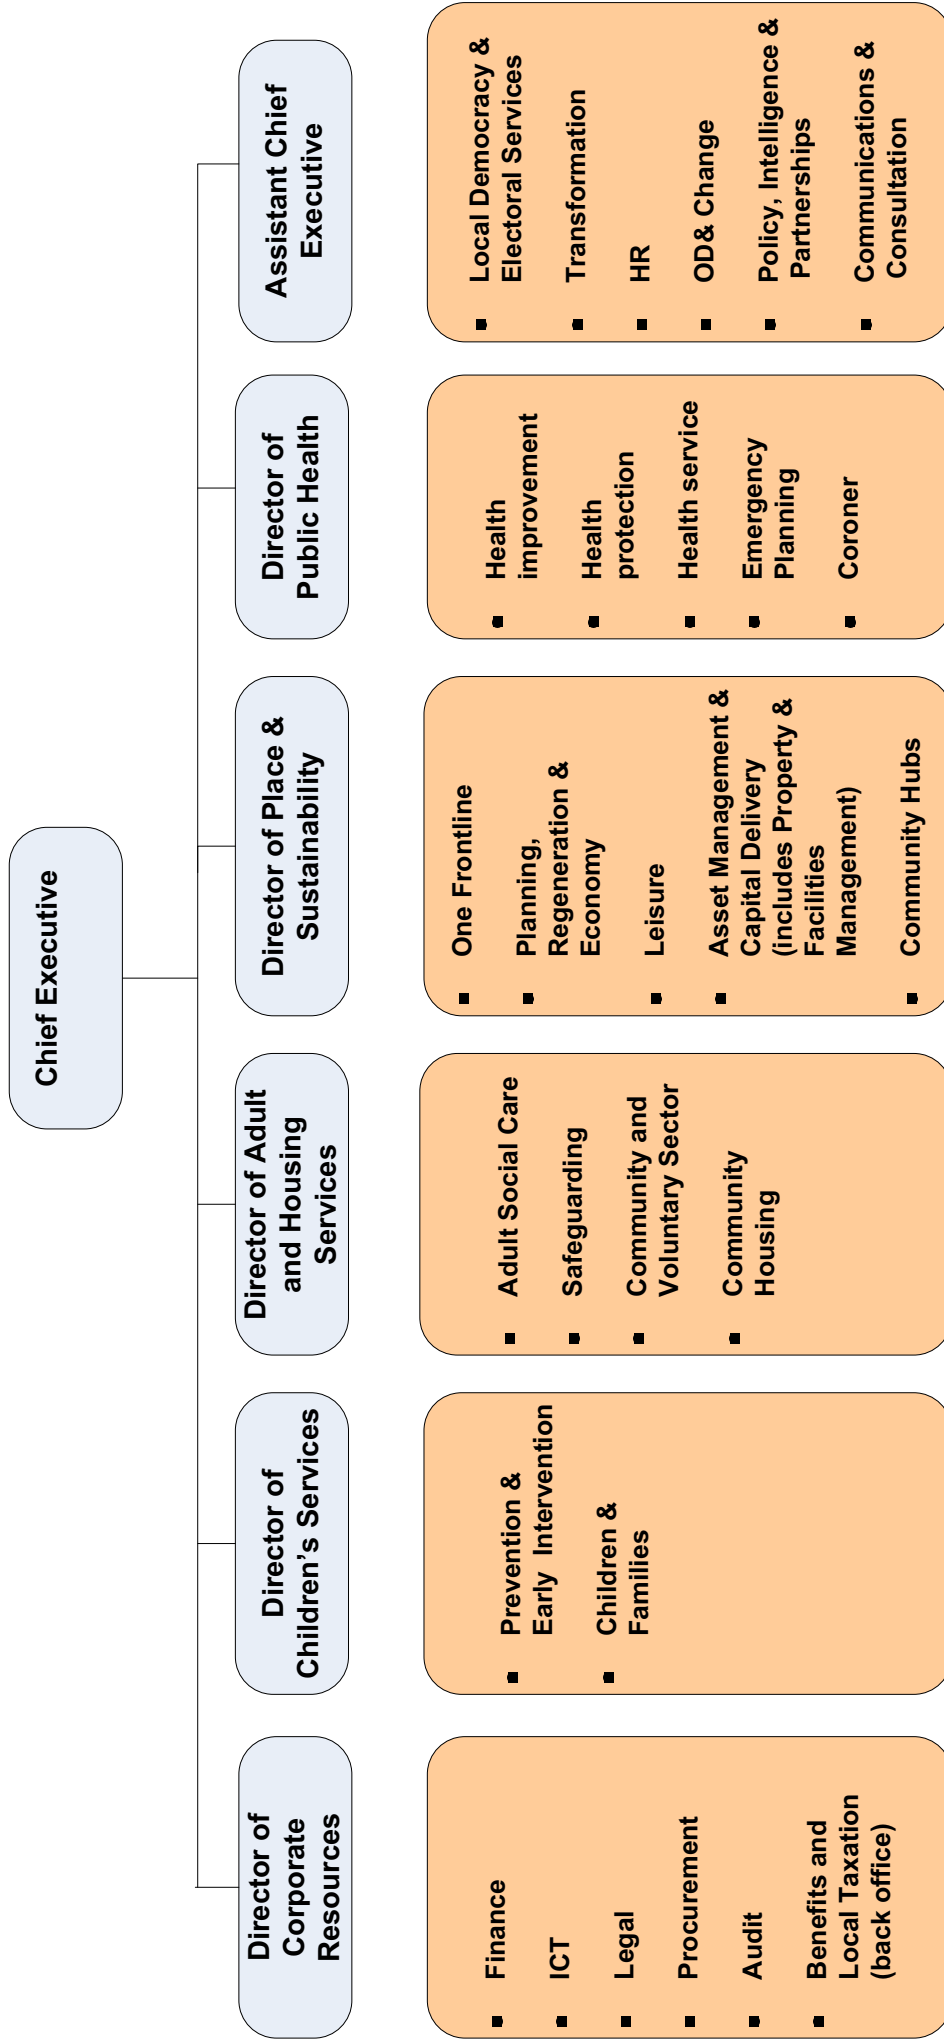 Chief Executive
Director of
Corporate
Resources
Director of
Children’s Services
Director of Adult
and Housing
Services
Director of Place &
Sustainability
Director of
Public Health
Assistant Chief
Executive
▪ Finance
▪ ICT
▪ Legal
▪ Procurement
▪ Audit
▪ Benefits and
Local Taxation
(back office)
▪ Prevention &
Early Intervention
▪ Children &
Families
▪ Adult Social Care
▪ Safeguarding
▪ Community and
Voluntary Sector
▪ Community
Housing
▪ One Frontline
▪ Planning,
Regeneration &
Economy
▪ Leisure
▪ Asset Management &
Capital Delivery
(includes Property &
Facilities
Management)
▪ Community Hubs
▪ Health
improvement
▪ Health
protection
▪ Health service
▪ Emergency
Planning
▪ Coroner
▪ Local Democracy &
Electoral Services
▪ Transformation
▪ HR
▪ OD& Change
▪ Policy, Intelligence &
Partnerships
▪ Communications &
Consultation